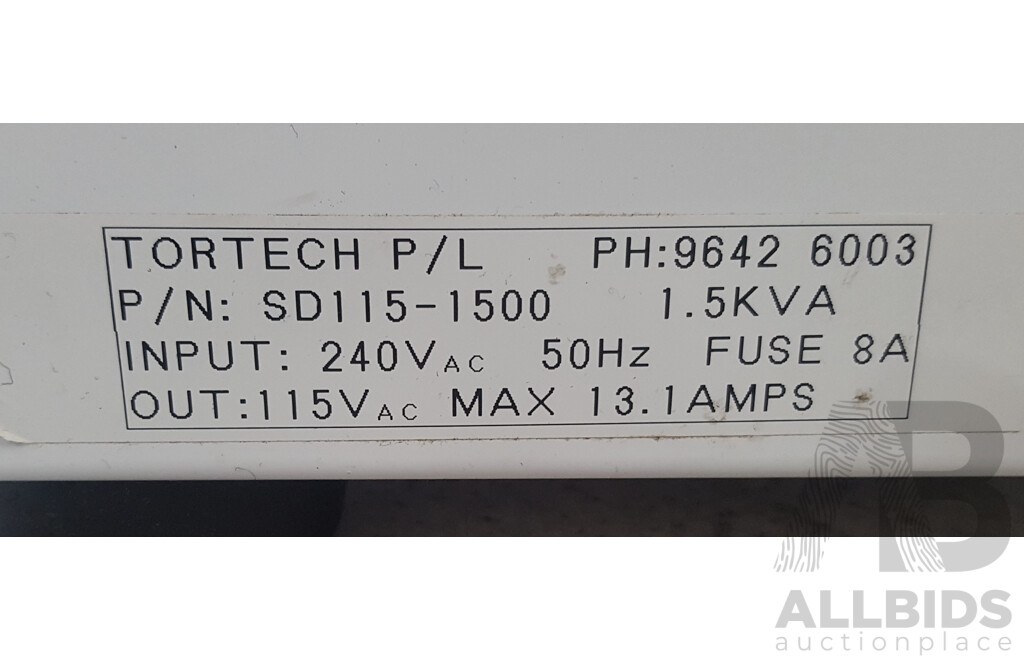 TORTECH P/L PH:9642 6003
P/N: SD115-1500 1.5KVA
INPUT: 240VAC 50Hz FUSE 8A
OUT:115VAC MAX 13.1AMPS
AB
ALLBIDS
auctionplace